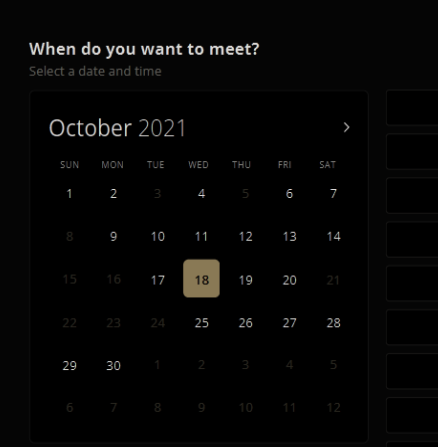 When do you want to meet?
Select a date and time
October 2021 >
SUN MON TUE WED THU FRI SAT
1 2 3 4 5 6 7
8 9 10 11 12 13 14
15 16 17 18 19 20 21
22 23 24 25 26 27 28
29 30 1 2 3 4 5
6 7 8 9 10 11 12